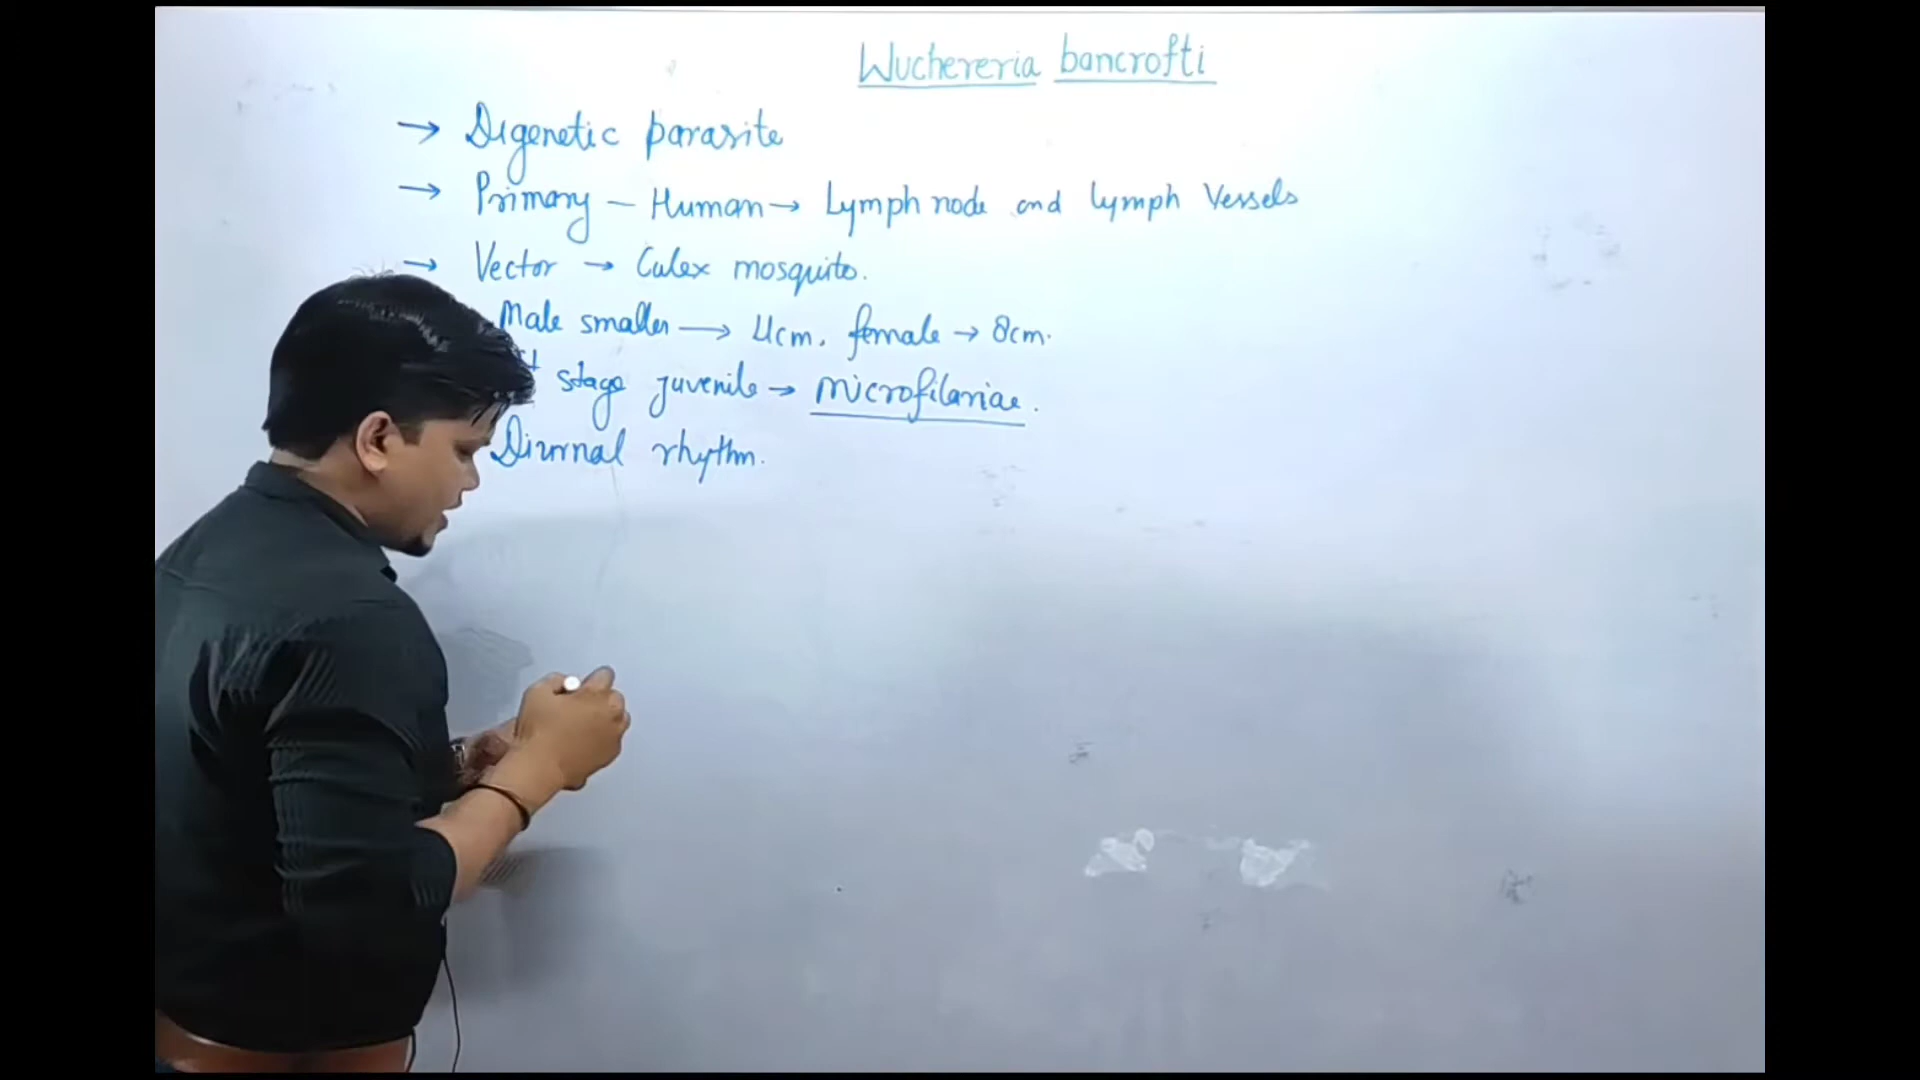 Wuchereria bancrofti
→ Digenetic parasite
→ Primary – Human → Lymph node and lymph vessels
→ Vector → Culex mosquito.
Male smaller → 4cm. female → 8cm.
stage juvenile → microfilariae.
Diurnal rhythm.